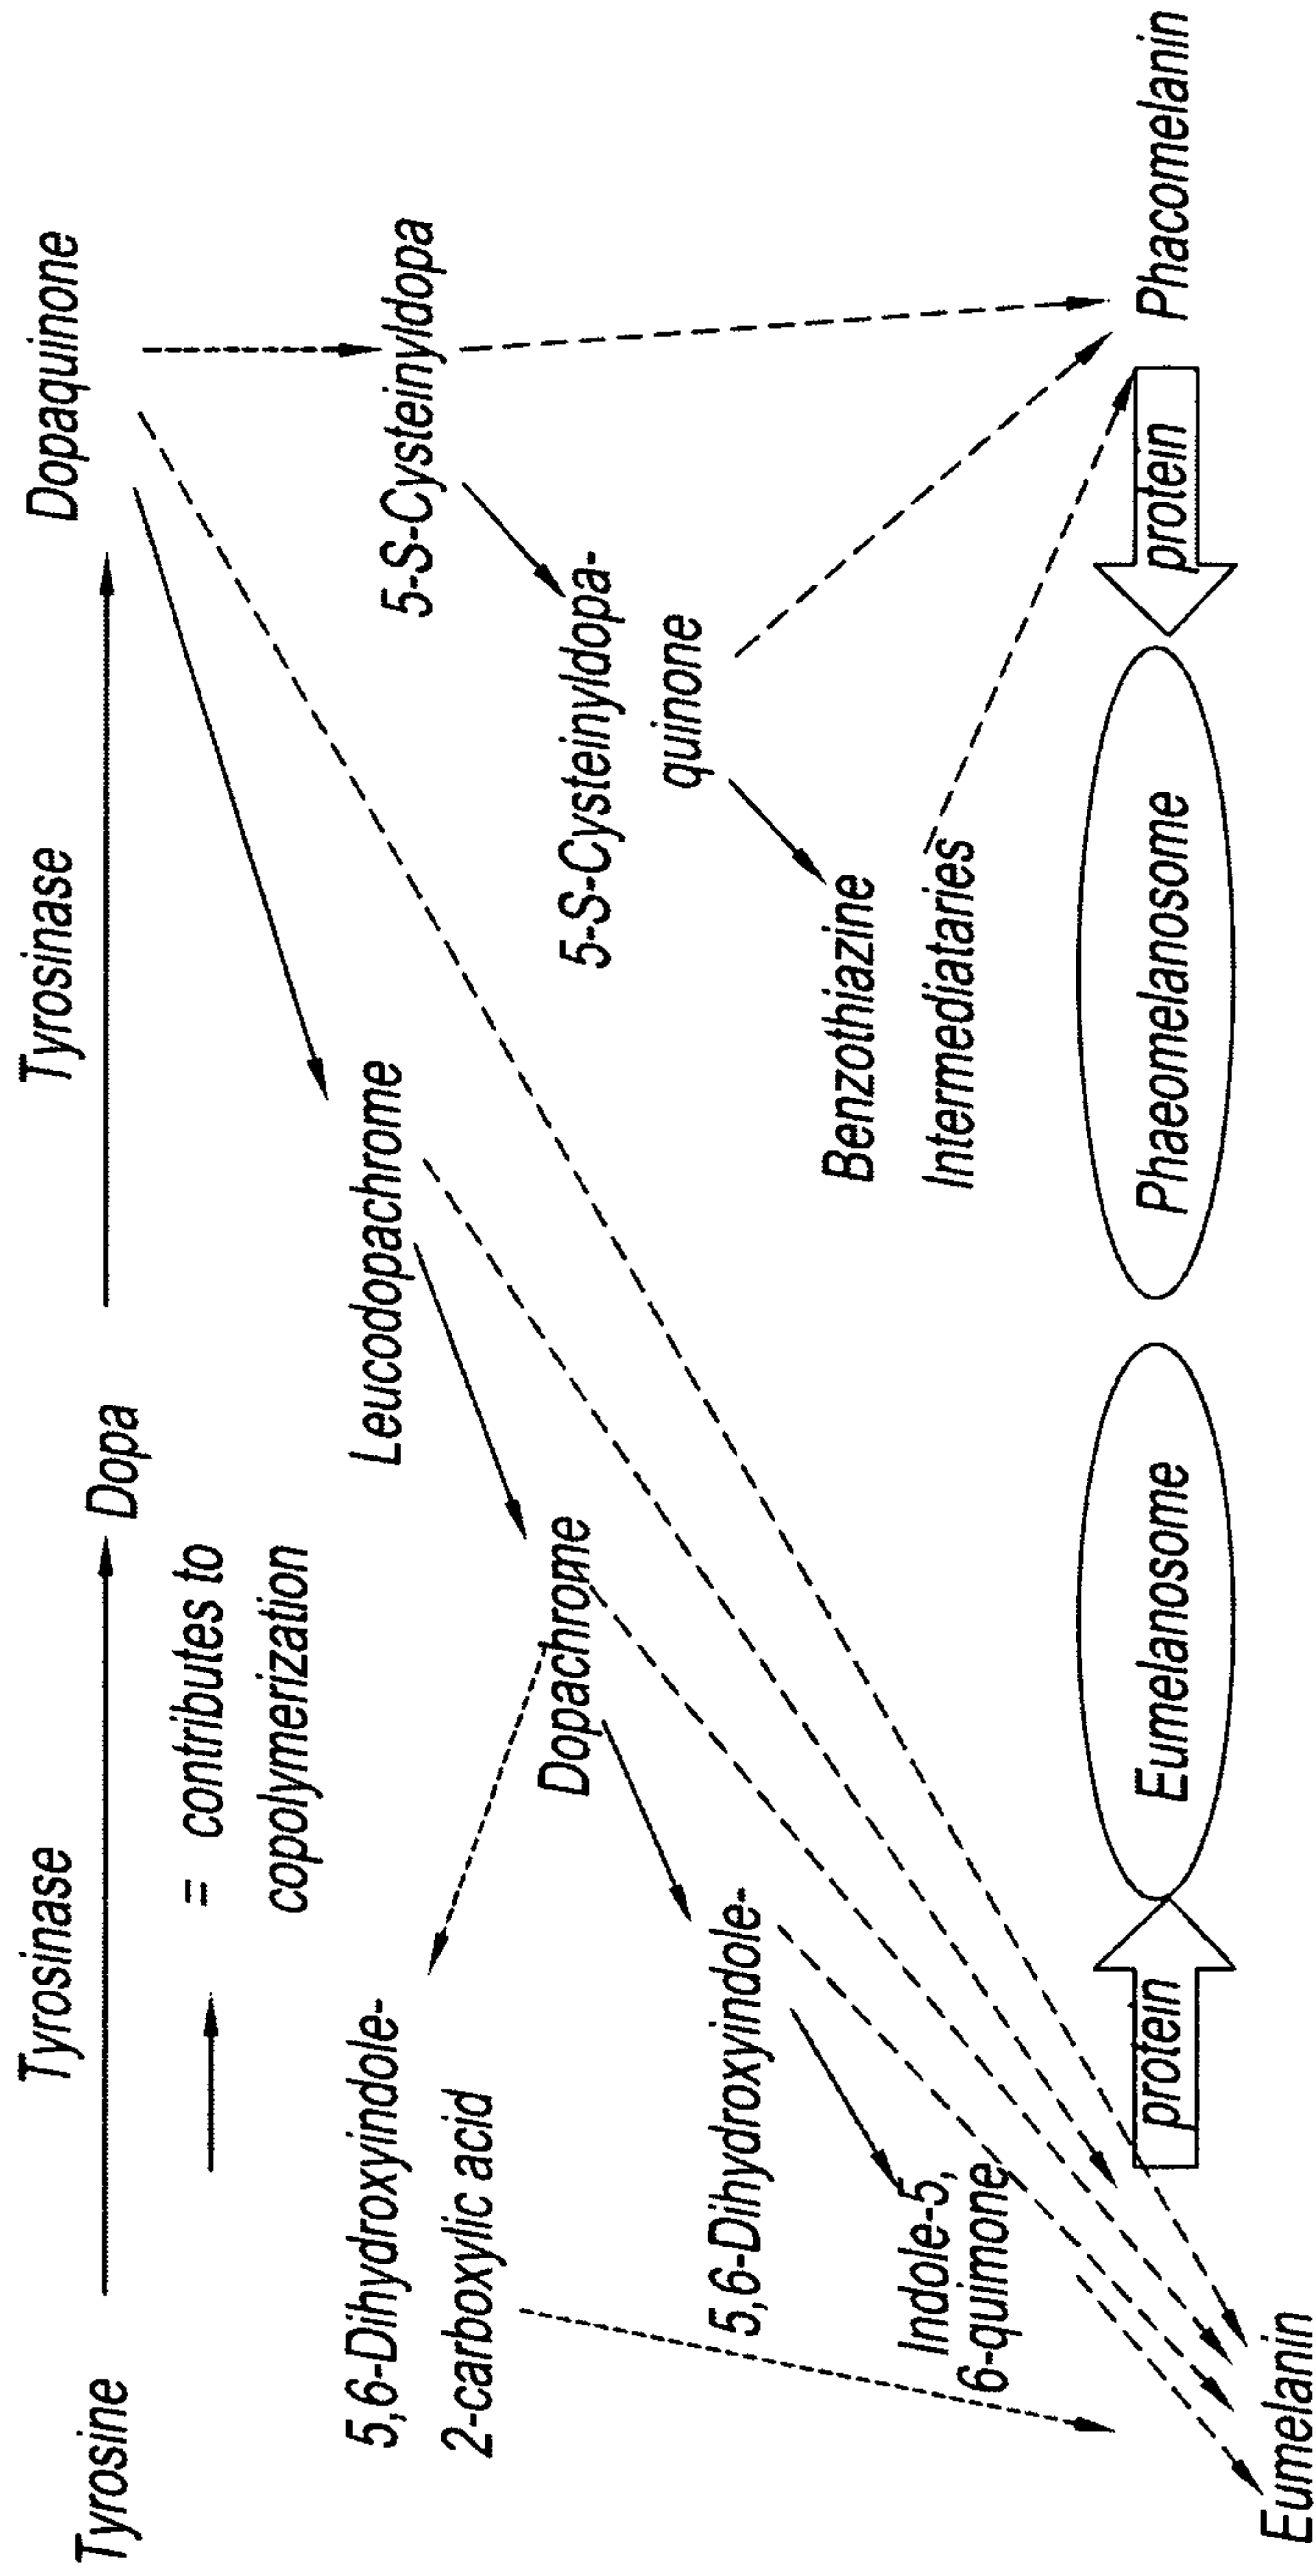 Tyrosine
Tyrosinase
Dopa
Tyrosinase
Dopaquinone
= contributes to
copolymerization
5,6-Dihydroxyindole-
2-carboxylic acid
Leucodopachrome
5-S-Cysteinyldopa
Dopachrome
5-S-Cysteinyldopa-
quinone
5,6-Dihydroxyindole-
Benzothiazine
Intermediataries
Indole-5,
6-quimone
Eumelanin
protein
Eumelanosome
Phaeomelanosome
protein
Phacomelanin